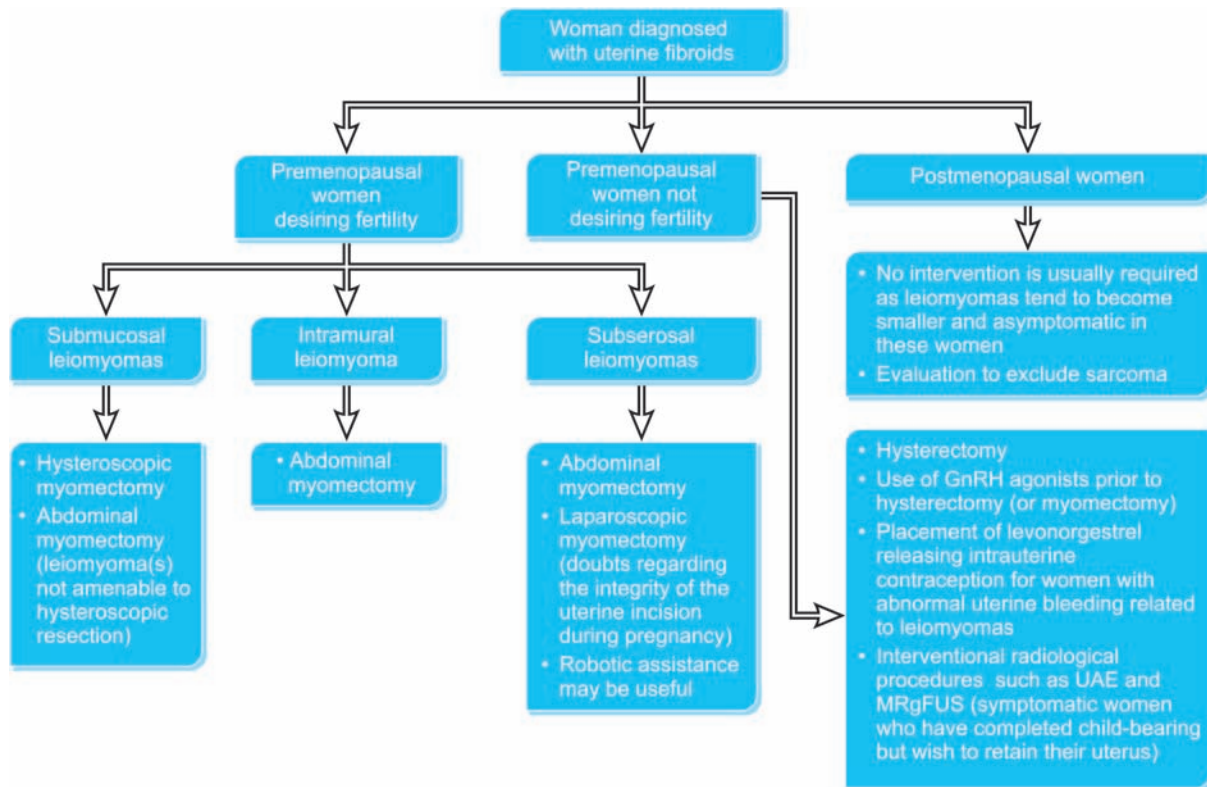 Woman diagnosed
with uterine fibroids
Premenopausal
women
desiring fertility
Premenopausal
women not
desiring fertility
Postmenopausal women
Submucosal
leiomyomas
Intramural
leiomyoma
Subserosal
leiomyomas
• No intervention is usually required
as leiomyomas tend to become
smaller and asymptomatic in
these women
• Evaluation to exclude sarcoma
• Hysteroscopic
myomectomy
• Abdominal
myomectomy
(leiomyoma(s)
not amenable to
hysteroscopic
resection)
• Abdominal
myomectomy
• Abdominal
myomectomy
• Laparoscopic
myomectomy
(doubts regarding
the integrity of the
uterine incision
during pregnancy)
• Robotic assistance
may be useful
• Hysterectomy
• Use of GnRH agonists prior to
hysterectomy (or myomectomy)
• Placement of levonorgestrel
releasing intrauterine
contraception for women with
abnormal uterine bleeding related
to leiomyomas
• Interventional radiological
procedures such as UAE and
MRgFUS (symptomatic women
who have completed child-bearing
but wish to retain their uterus)